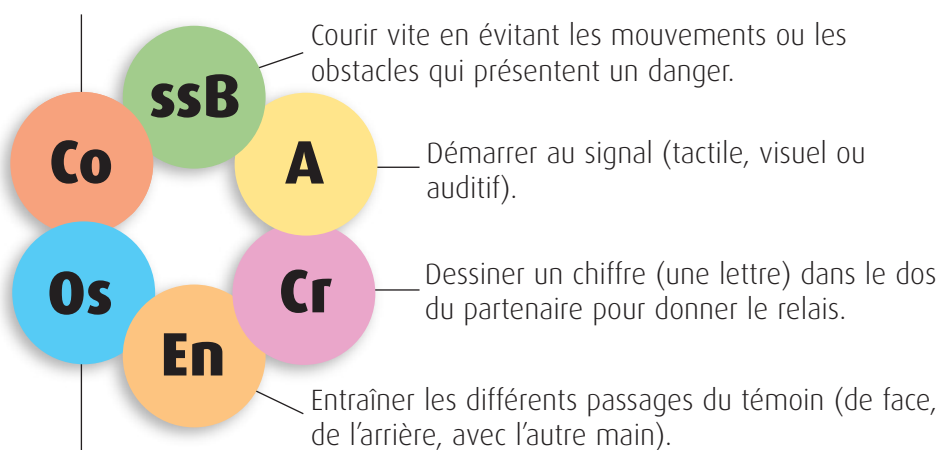 Courir vite en évitant les mouvements ou les
obstacles qui présentent un danger.
ssB
Co
A
Démarrer au signal (tactile, visuel ou
auditif).
Os
Cr
Dessiner un chiffre (une lettre) dans le dos
du partenaire pour donner le relais.
En
Entraîner les différents passages du témoin (de face,
de l’arrière, avec l’autre main).